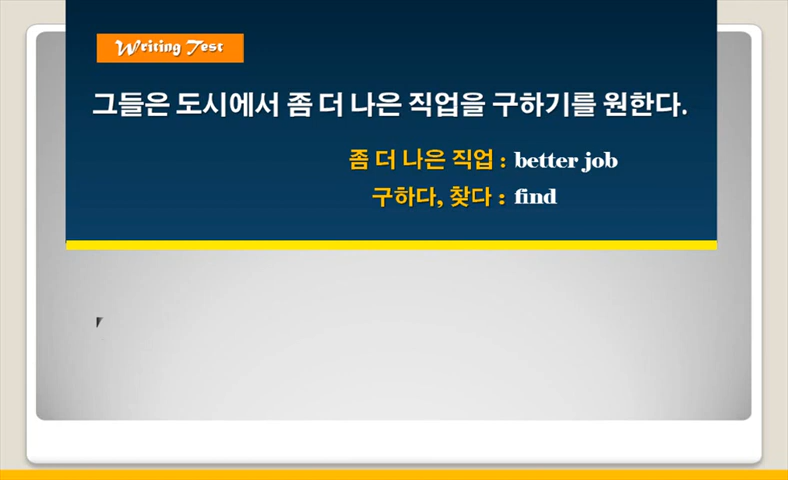 Writing Test
그들은 도시에서 좀 더 나은 직업을 구하기를 원한다.
좀 더 나은 직업 : better job
구하다, 찾다 : find